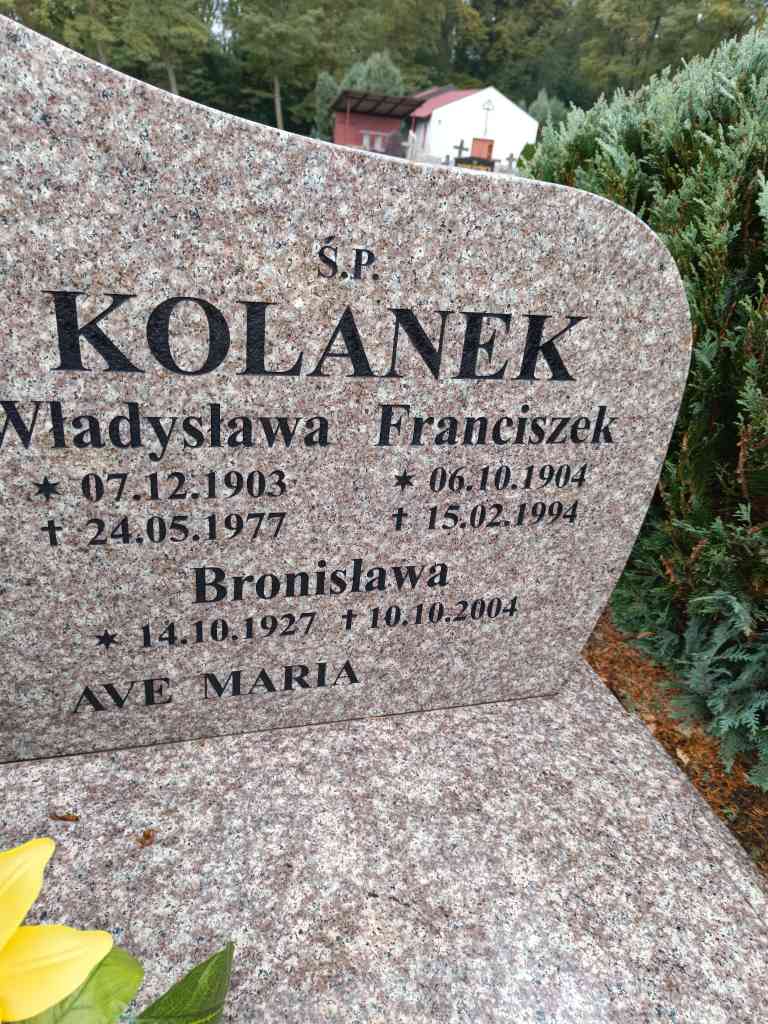 Ś.P.
KOLANEK
Władysława Franciszek
✶ 07.12.1903 ✶ 06.10.1904
✝ 24.05.1977 ✝ 15.02.1994
Bronisława
✶ 14.10.1927 ✝ 10.10.2004
AVE MARIA